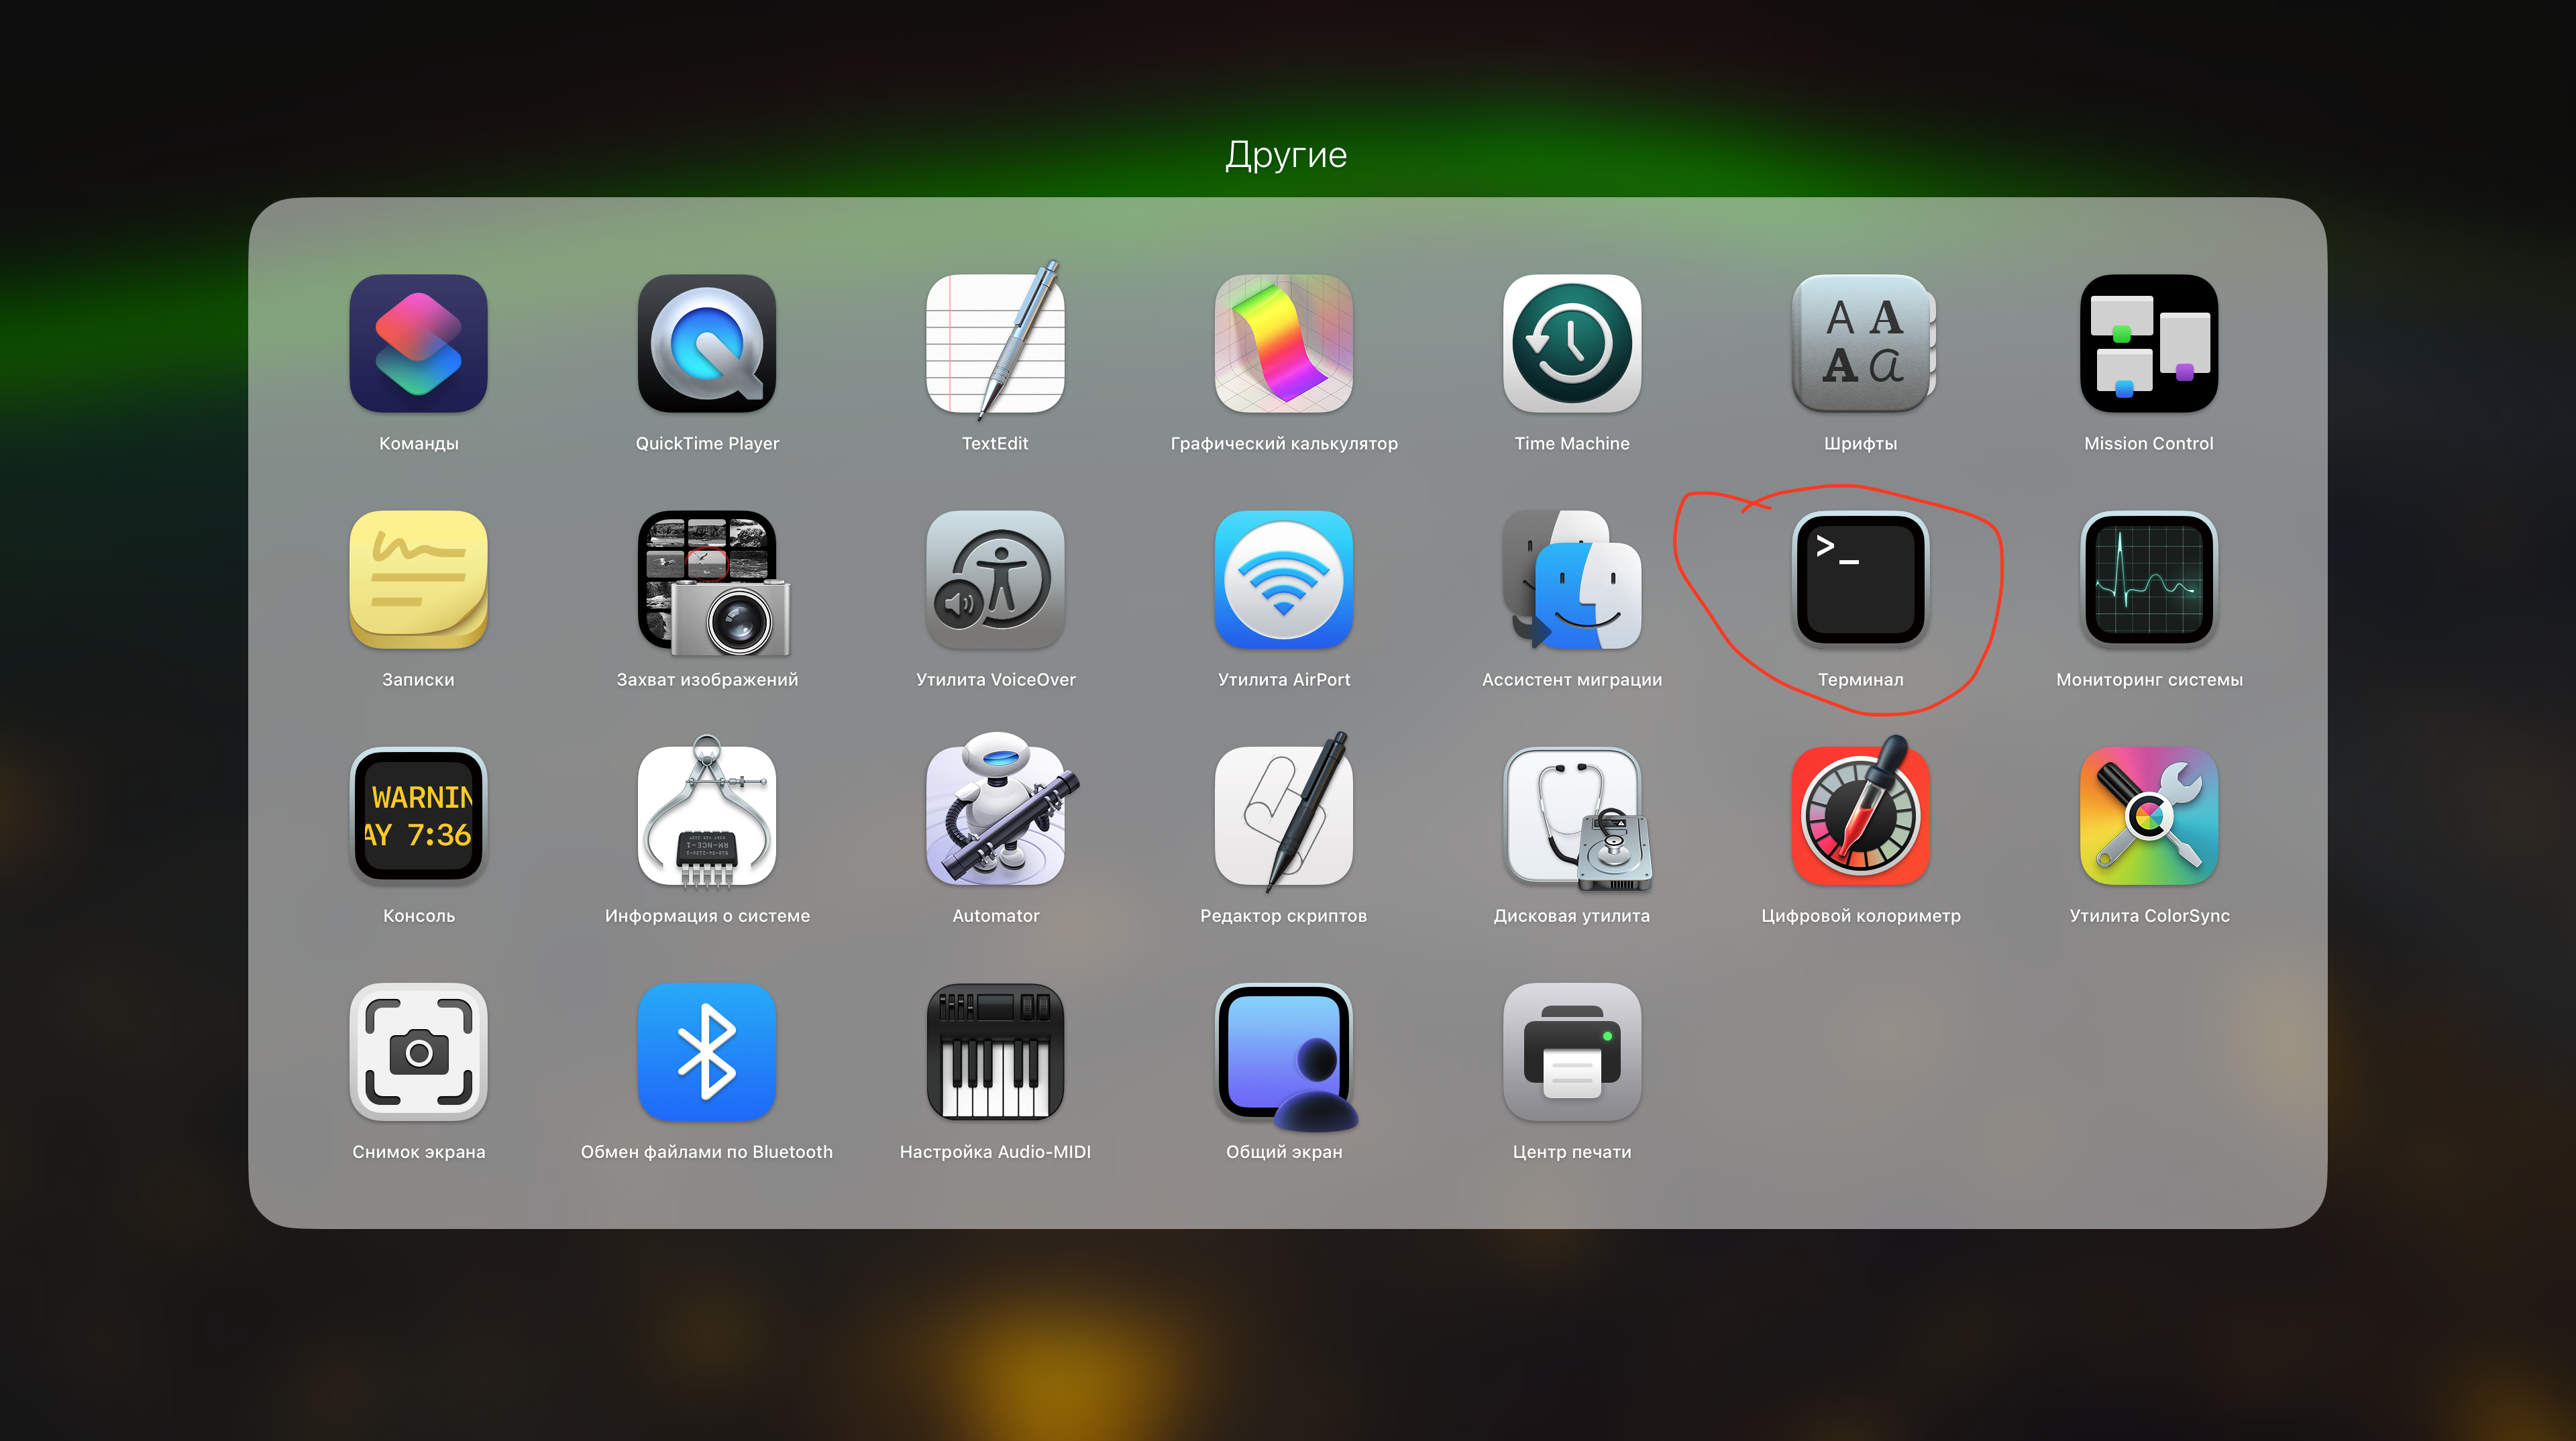 Другие
Команды
QuickTime Player
TextEdit
Графический калькулятор
Time Machine
Шрифты
Mission Control
Записки
Захват изображений
Утилита VoiceOver
Утилита AirPort
Ассистент миграции
>_
Терминал
Мониторинг системы
WARNIN
AY 7:36
Консоль
Информация о системе
Automator
Редактор скриптов
Дисковая утилита
Цифровой колориметр
Утилита ColorSync
Снимок экрана
Обмен файлами по Bluetooth
Настройка Audio-MIDI
Общий экран
Центр печати